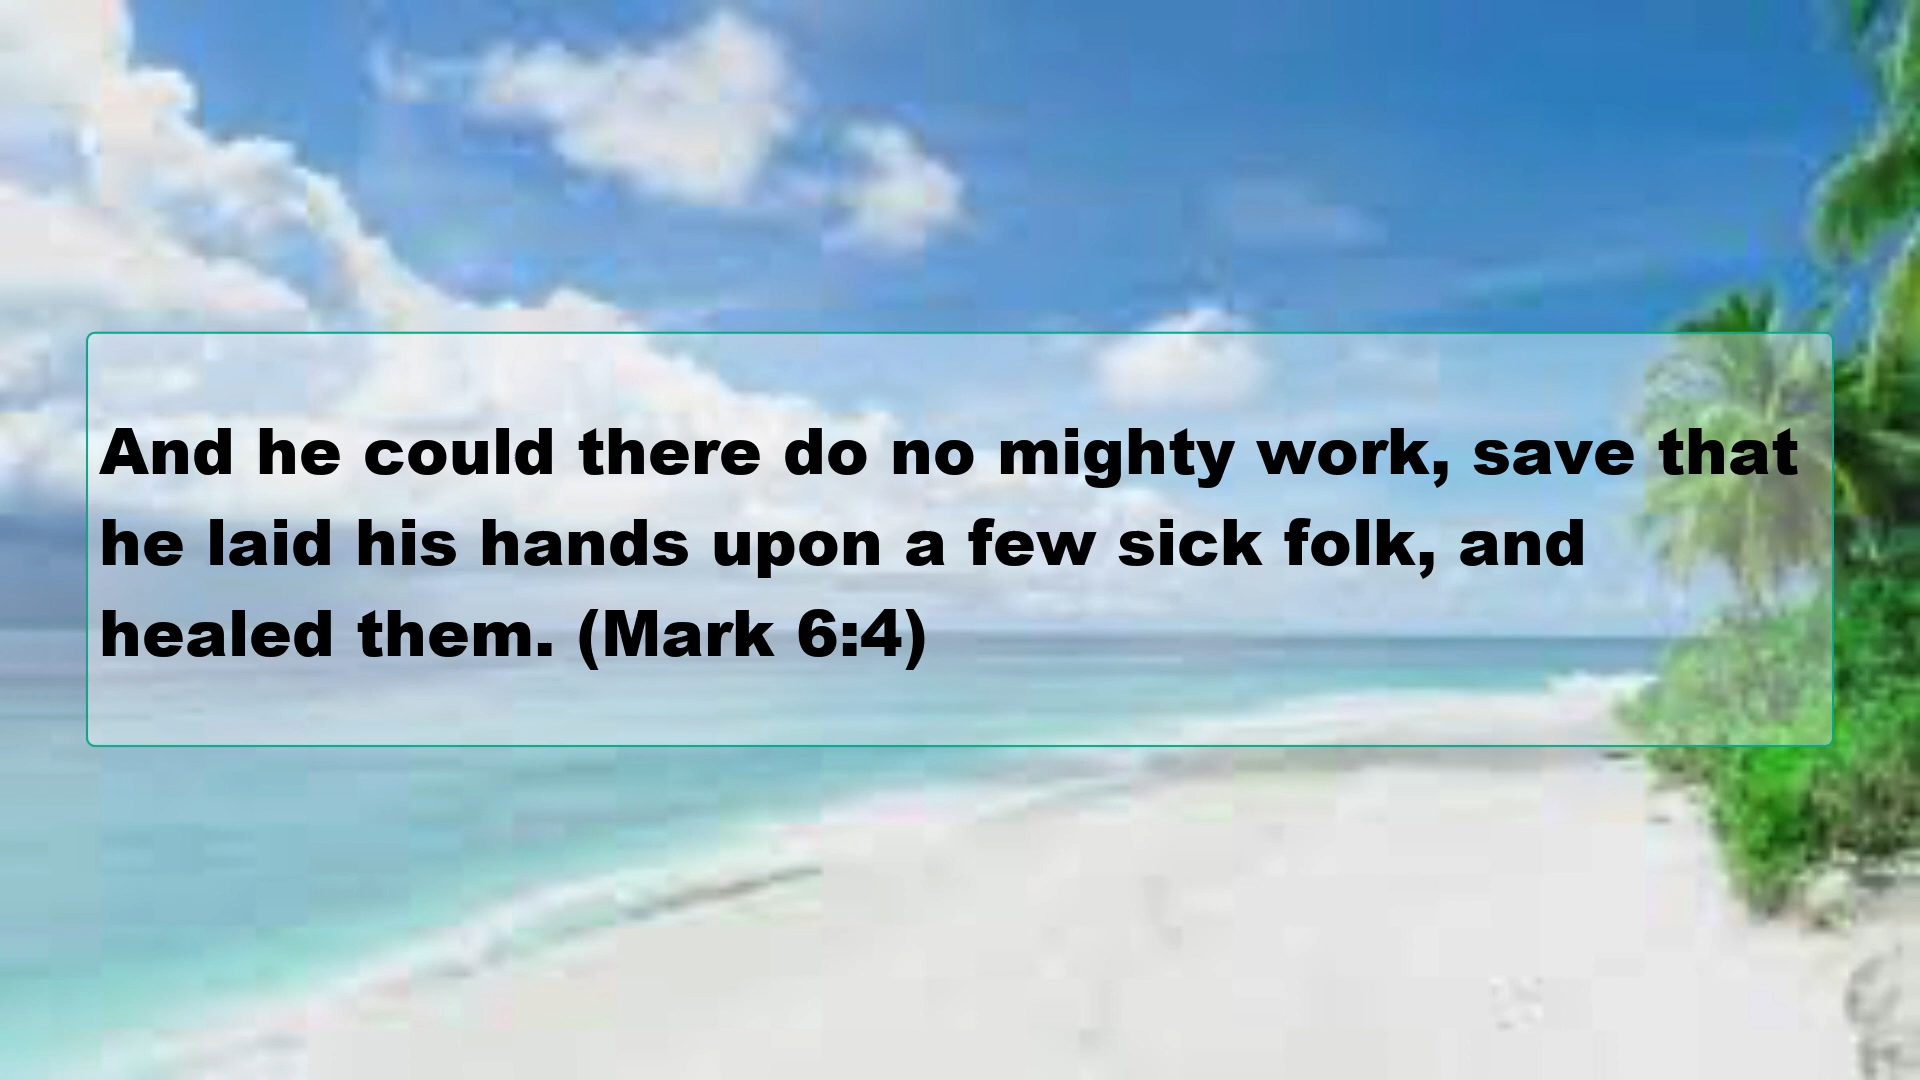 And he could there do no mighty work, save that
he laid his hands upon a few sick folk, and
healed them. (Mark 6:4)